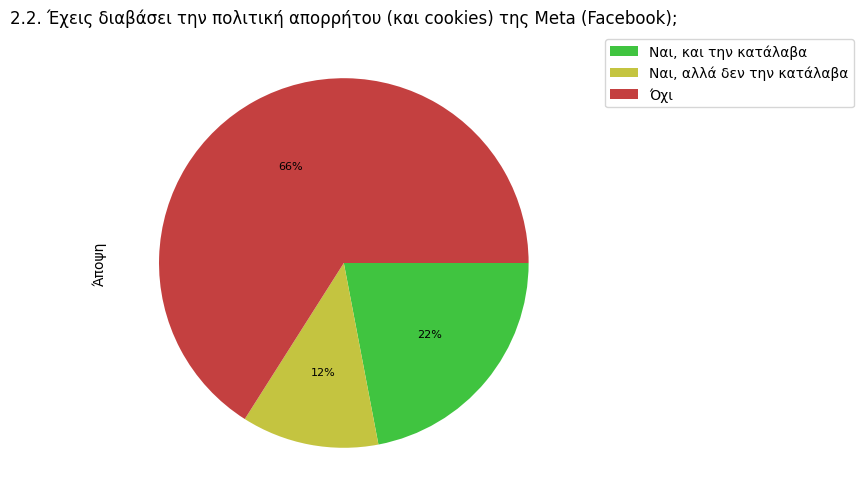 2.2. Έχεις διαβάσει την πολιτική απορρήτου (και cookies) της Meta (Facebook);
Ναι, και την κατάλαβα
Ναι, αλλά δεν την κατάλαβα
Όχι
66%
Άποψη
22%
12%